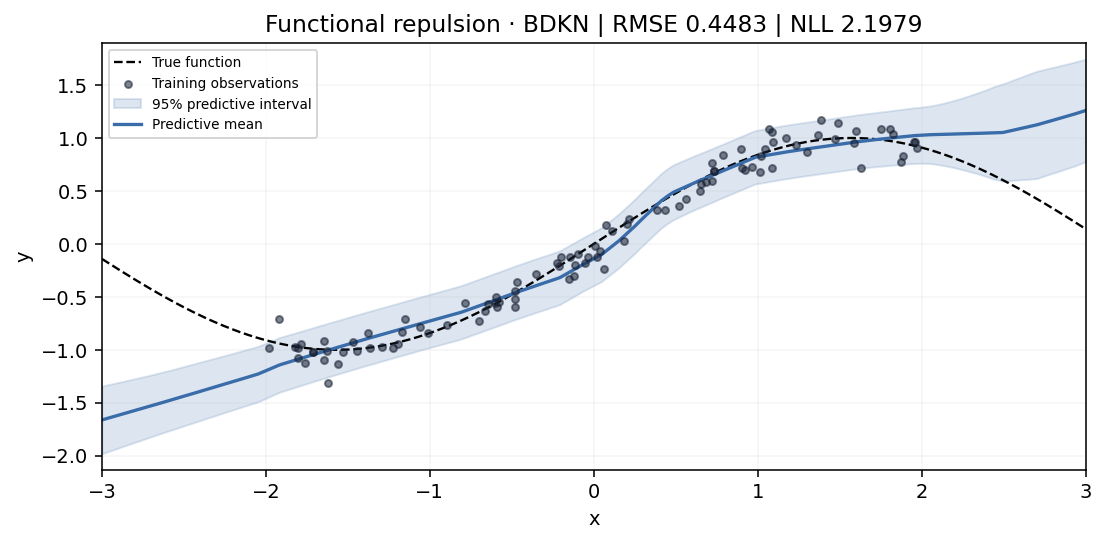 Functional repulsion · BDKN | RMSE 0.4483 | NLL 2.1979
True function
Training observations
95% predictive interval
Predictive mean
y
1.5
1.0
0.5
0.0
−0.5
−1.0
−1.5
−2.0
−3
−2
−1
0
1
2
3
x